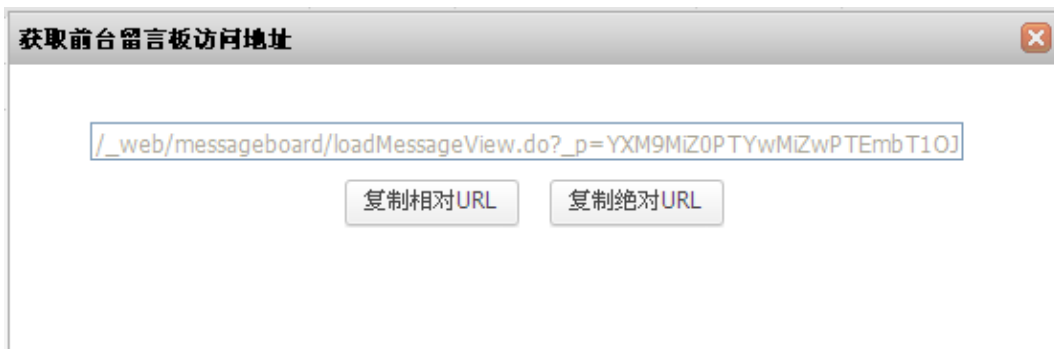 获取前台留言板访问地址
/_web/messageboard/loadMessageView.do?_p=YXM9MiZ0PTYwMiZwPTEmbT1OJ
复制相对URL 复制绝对URL